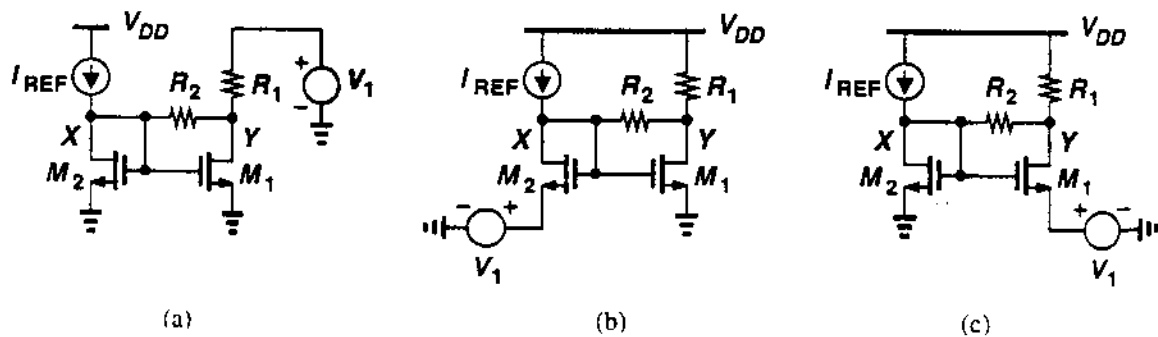 V_DD
I_REF
R_2
R_1
+
−
V_1
X
Y
M_2
M_1
(a)
V_DD
I_REF
R_2
R_1
X
Y
M_2
M_1
−
+
V_1
(b)
V_DD
I_REF
R_2
R_1
X
Y
M_2
M_1
+
−
V_1
(c)